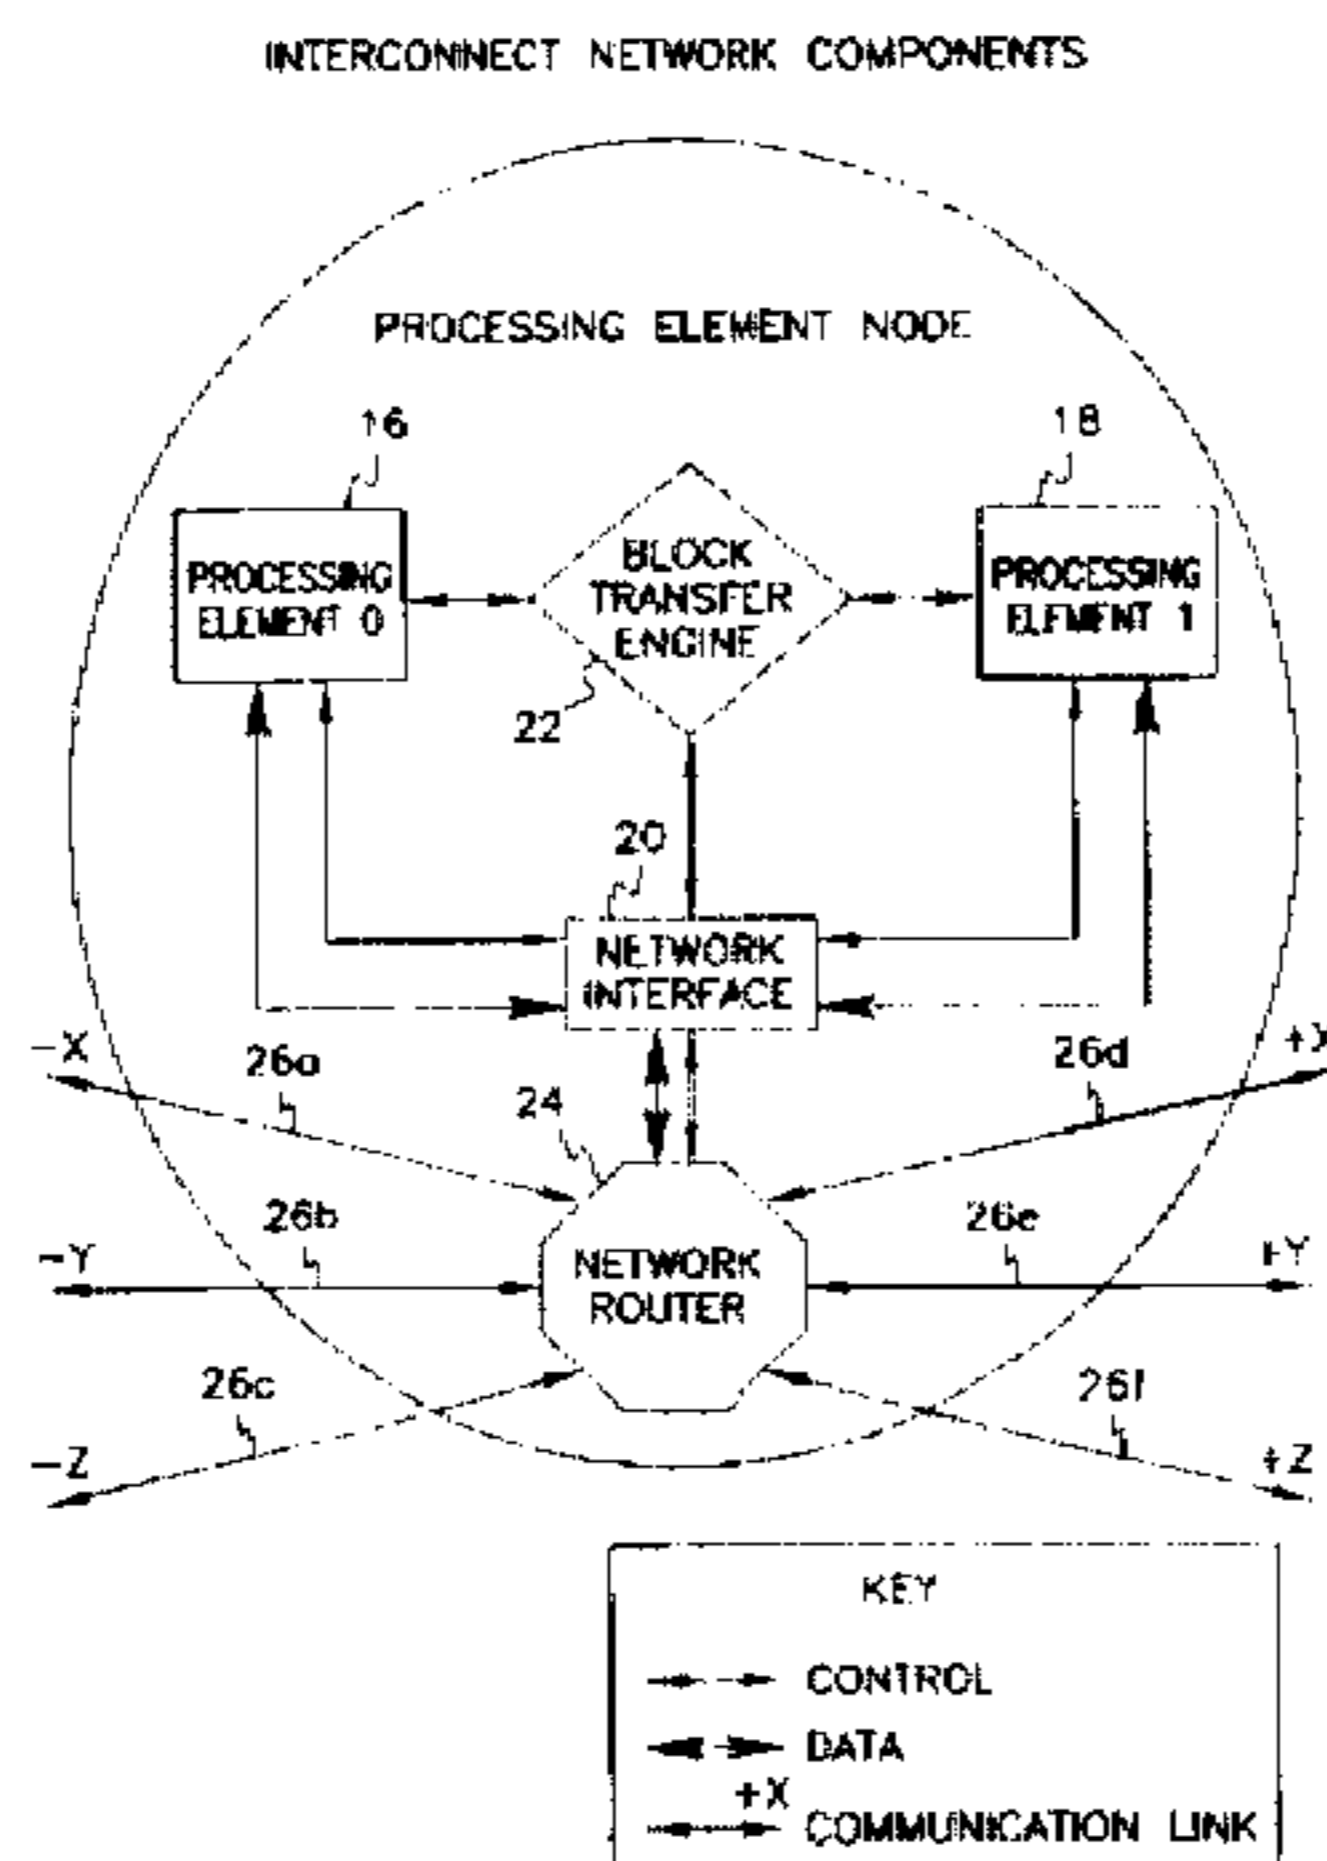 INTERCONNECT NETWORK COMPONENTS
PROCESSING ELEMENT NODE
16
18
PROCESSING
ELEMENT 0
BLOCK
TRANSFER
ENGINE
PROCESSING
ELEMENT 1
22
20
NETWORK
INTERFACE
-X
26a
26d
+X
24
26b
26e
-Y
+Y
NETWORK
ROUTER
26c
26f
-Z
+Z
KEY
CONTROL
DATA
+X
COMMUNICATION LINK